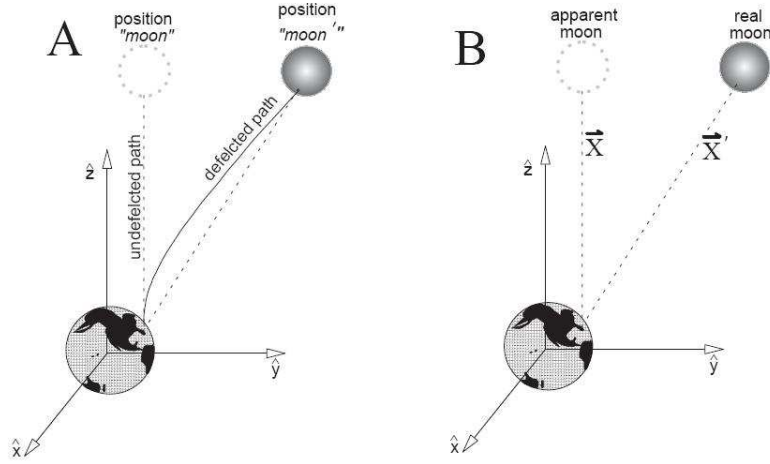 A
position
"moon"
position
"moon'"
undefelcted path
defelcted path
ẑ
ŷ
x̂
B
apparent
moon
real
moon
X⃗
X⃗'
ẑ
ŷ
x̂